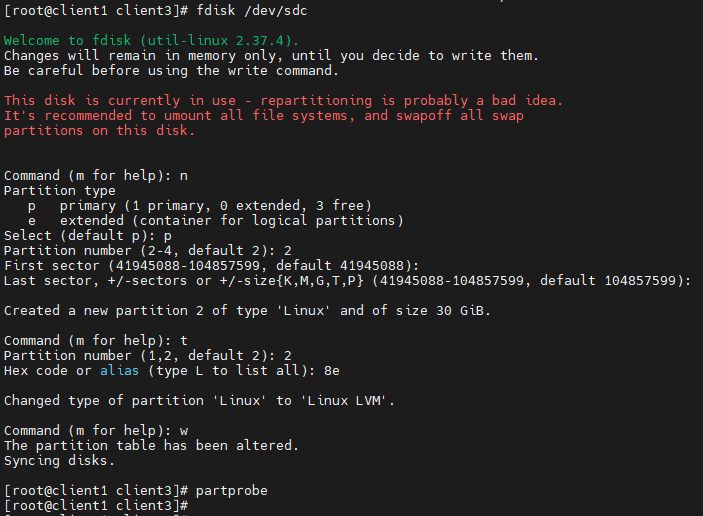 [root@client1 client3]# fdisk /dev/sdc
Welcome to fdisk (util-linux 2.37.4).
Changes will remain in memory only, until you decide to write them.
Be careful before using the write command.
This disk is currently in use - repartitioning is probably a bad idea.
It's recommended to umount all file systems, and swapoff all swap
partitions on this disk.
Command (m for help): n
Partition type
   p   primary (1 primary, 0 extended, 3 free)
   e   extended (container for logical partitions)
Select (default p): p
Partition number (2-4, default 2): 2
First sector (41945088-104857599, default 41945088):
Last sector, +/-sectors or +/-size{K,M,G,T,P} (41945088-104857599, default 104857599):
Created a new partition 2 of type 'Linux' and of size 30 GiB.
Command (m for help): t
Partition number (1,2, default 2): 2
Hex code or alias (type L to list all): 8e
Changed type of partition 'Linux' to 'Linux LVM'.
Command (m for help): w
The partition table has been altered.
Syncing disks.
[root@client1 client3]# partprobe
[root@client1 client3]#